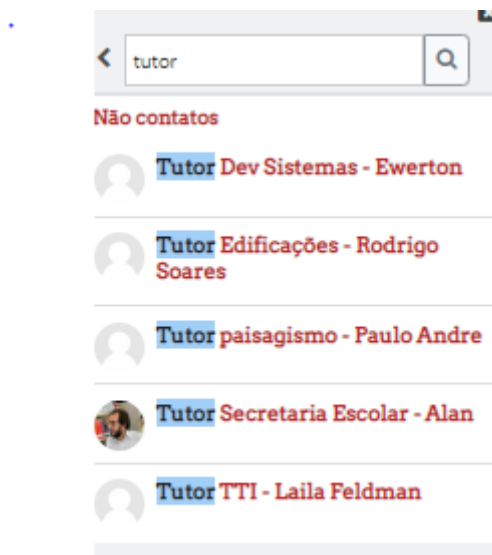 tutor
Não contatos
Tutor Dev Sistemas - Ewerton
Tutor Edificações - Rodrigo
Soares
Tutor paisagismo - Paulo Andre
Tutor Secretaria Escolar - Alan
Tutor TTI - Laila Feldman